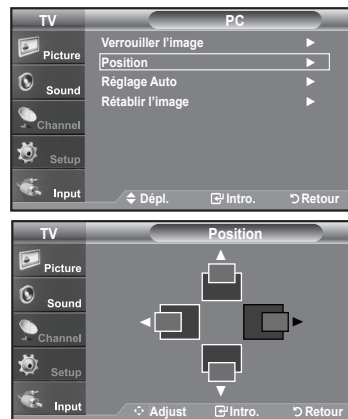 TV PC
Picture
Sound
Channel
Setup
Input
Verrouiller l'image ►
Position ►
Réglage Auto ►
Rétablir l'image ►
Dépl. Intro. Retour
TV Position
Picture
Sound
Channel
Setup
Input
Adjust Intro. Retour